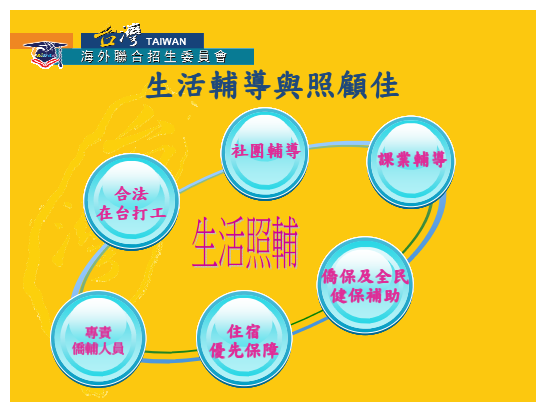 台灣 TAIWAN
海外聯合招生委員會
生活輔導與照顧佳
社團輔導
課業輔導
合法
在台打工
生活照輔
僑保及全民
健保補助
專責
僑輔人員
住宿
優先保障